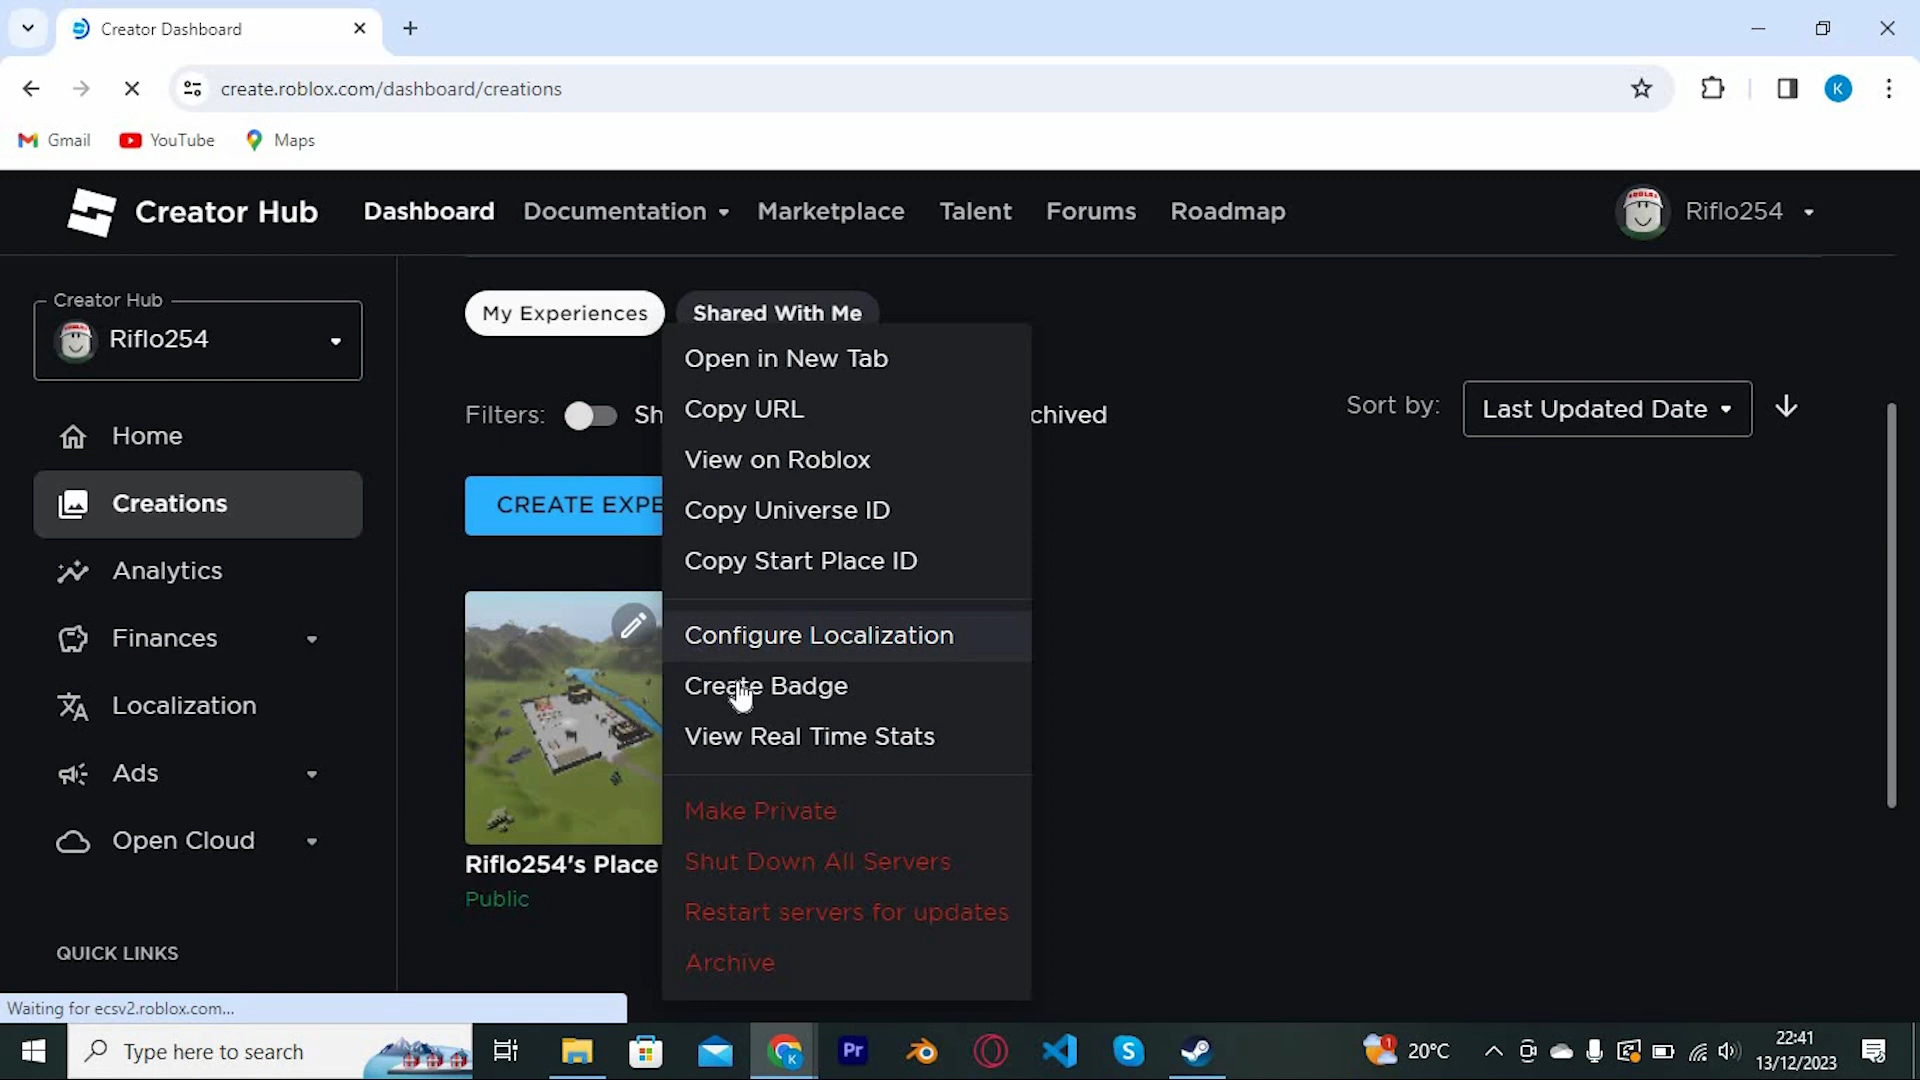 Creator Dashboard
create.roblox.com/dashboard/creations
K
Gmail
YouTube
Maps
Creator Hub
Dashboard
Documentation
Marketplace
Talent
Forums
Roadmap
Riflo254
Creator Hub
Riflo254
Home
Creations
Analytics
Finances
Localization
Ads
Open Cloud
QUICK LINKS
My Experiences
Shared With Me
Filters:
Sh
chived
Sort by:
Last Updated Date
CREATE EXPE
Open in New Tab
Copy URL
View on Roblox
Copy Universe ID
Copy Start Place ID
Configure Localization
Create Badge
View Real Time Stats
Make Private
Shut Down All Servers
Restart servers for updates
Archive
Riflo254's Place
Public
Waiting for ecsv2.roblox.com...
Type here to search
K
Pr
20°C
22:41
13/12/2023